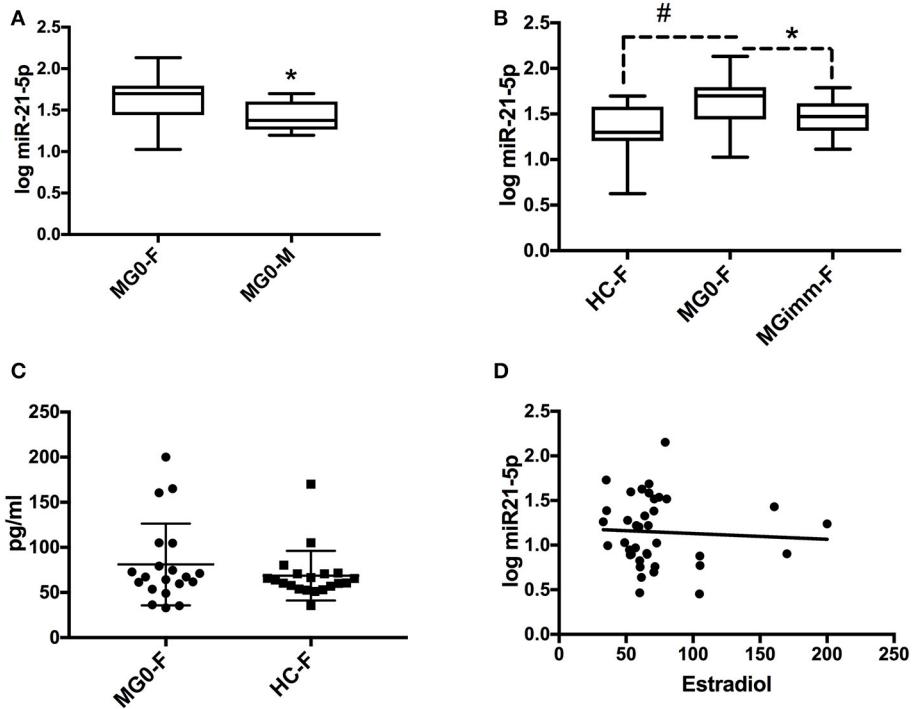 A
log miR-21-5p
2.5
2.0
1.5
1.0
0.5
0.0
*
MG0-F
MG0-M
B
log miR-21-5p
2.5
2.0
1.5
1.0
0.5
0.0
#
*
HC-F
MG0-F
MGimm-F
C
pg/ml
250
200
150
100
50
0
MG0-F
HC-F
D
log miR21-5p
2.5
2.0
1.5
1.0
0.5
0.0
0 50 100 150 200 250
Estradiol